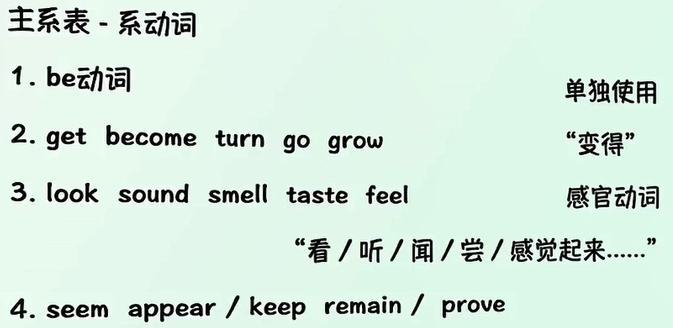 主系表 - 系动词
1. be动词 单独使用
2. get become turn go grow “变得”
3. look sound smell taste feel 感官动词
“看 / 听 / 闻 / 尝 / 感觉起来......”
4. seem appear / keep remain / prove